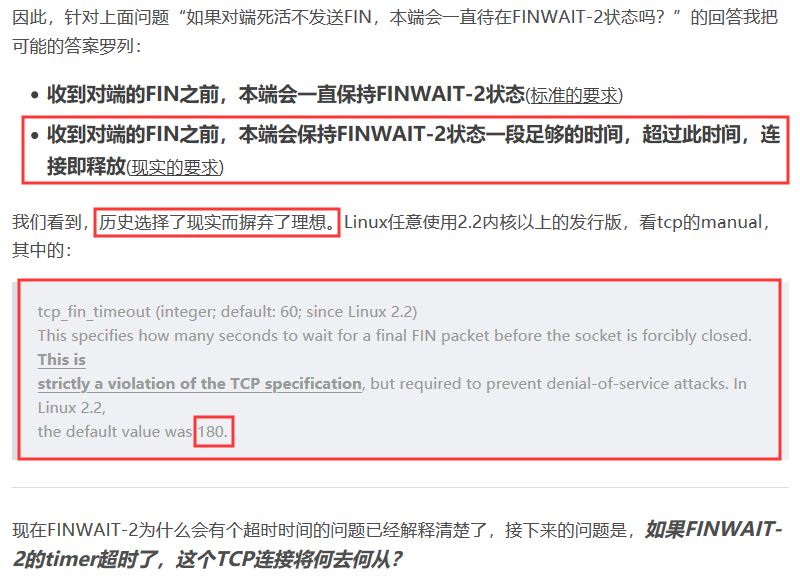 因此，针对上面问题“如果对端死活不发送FIN，本端会一直待在FINWAIT-2状态吗？”的回答我把
可能的答案罗列：
• 收到对端的FIN之前，本端会一直保持FINWAIT-2状态(标准的要求)
• 收到对端的FIN之前，本端会保持FINWAIT-2状态一段足够的时间，超过此时间，连
接即释放(现实的要求)
我们看到，历史选择了现实而摒弃了理想。Linux任意使用2.2内核以上的发行版，看tcp的manual，
其中的：
tcp_fin_timeout (integer; default: 60; since Linux 2.2)
This specifies how many seconds to wait for a final FIN packet before the socket is forcibly closed.
This is
strictly a violation of the TCP specification, but required to prevent denial-of-service attacks. In
Linux 2.2,
the default value was 180.
现在FINWAIT-2为什么会有个超时时间的问题已经解释清楚了，接下来的问题是，如果FINWAIT-
2的timer超时了，这个TCP连接将何去何从？